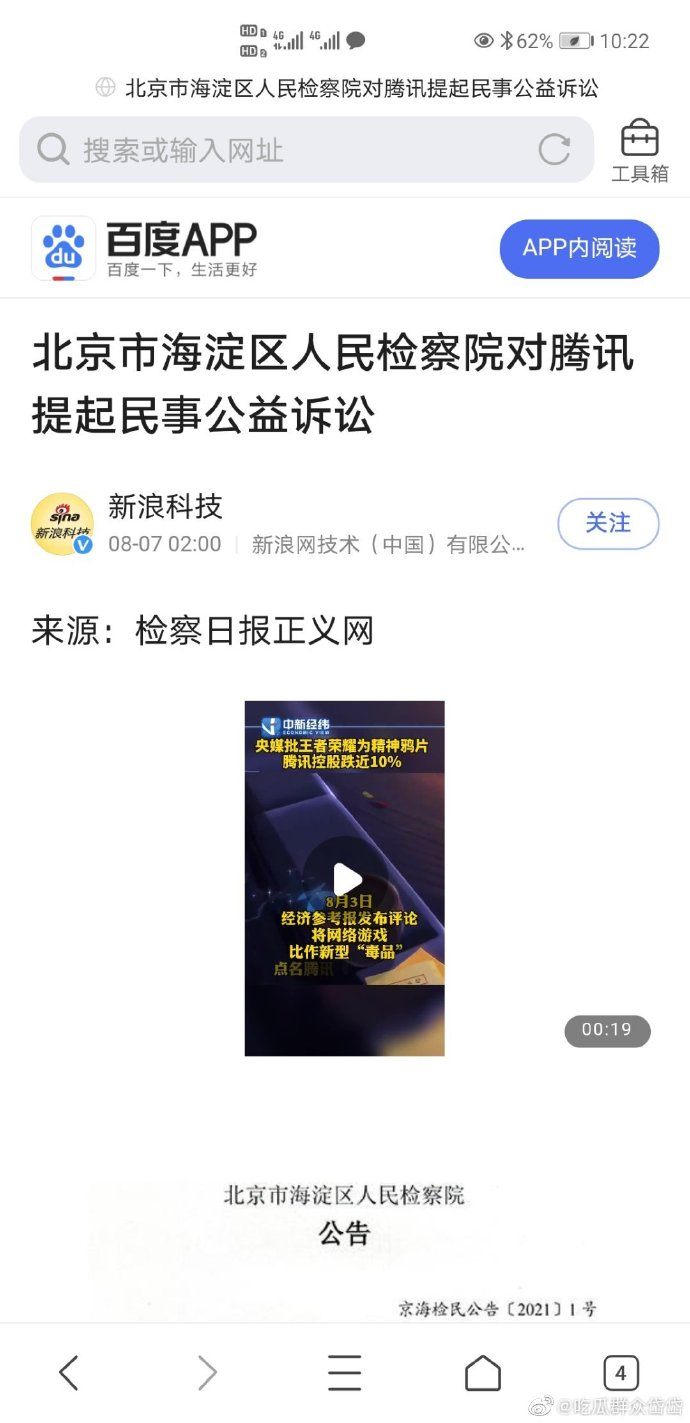 HD 1 4G 4G
HD 2
62% 10:22
北京市海淀区人民检察院对腾讯提起民事公益诉讼
搜索或输入网址
工具箱
du
百度APP
百度一下，生活更好
APP内阅读
北京市海淀区人民检察院对腾讯
提起民事公益诉讼
sina
新浪科技
新浪科技
08-07 02:00 新浪网技术（中国）有限公...
关注
来源：检察日报正义网
中新经纬
ECONOMIC VIEW
央媒批王者荣耀为精神鸦片
腾讯控股跌近10%
8月3日
经济参考报发布评论
将网络游戏
比作新型“毒品”
点名腾讯
00:19
北京市海淀区人民检察院
公告
京海检民公告〔2021〕1号
4
@吃瓜群众岱岱